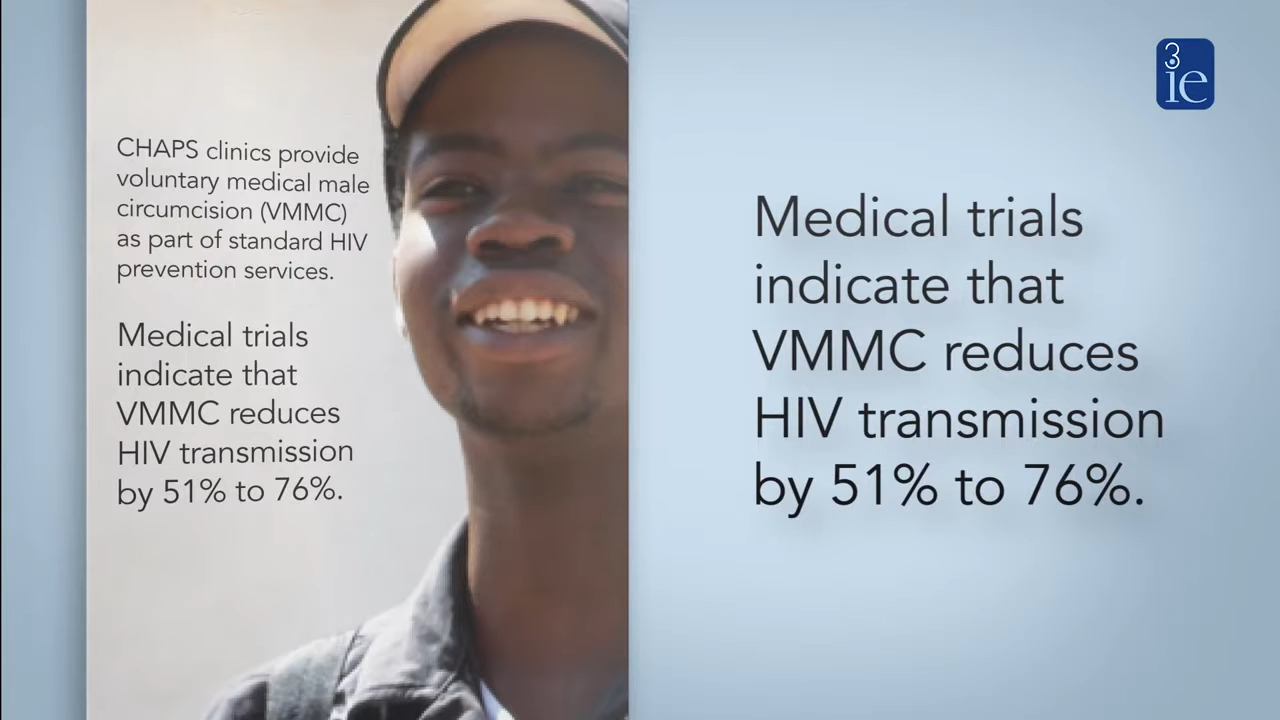 CHAPS clinics provide
voluntary medical male
circumcision (VMMC)
as part of standard HIV
prevention services.
Medical trials
indicate that
VMMC reduces
HIV transmission
by 51% to 76%.
3ie
Medical trials
indicate that
VMMC reduces
HIV transmission
by 51% to 76%.